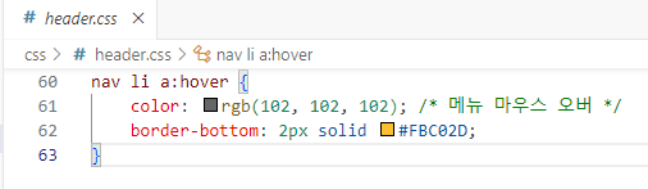 # header.css ×
css > # header.css > nav li a:hover
60 nav li a:hover {
61 color: rgb(102, 102, 102); /* 메뉴 마우스 오버 */
62 border-bottom: 2px solid #FBC02D;
63 }